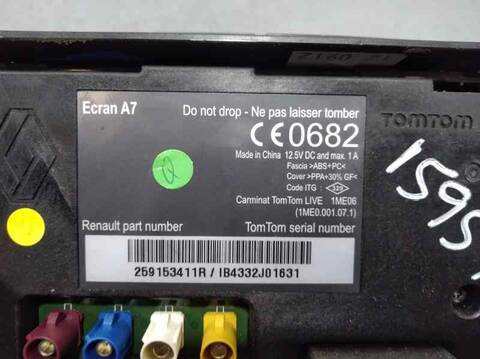 Ecran A7
Do not drop - Ne pas laisser tomber
CE0682
TOMTOM
Made in China 12.5V DC and max. 1 A
Fascia >ABS+PC<
Cover >PPA+30% GF<
Code ITG 320
Carminat TomTom LIVE 1ME06
(1ME0.001.07.1)
Renault part number
TomTom serial number
259153411R / IB4332J01631
1595